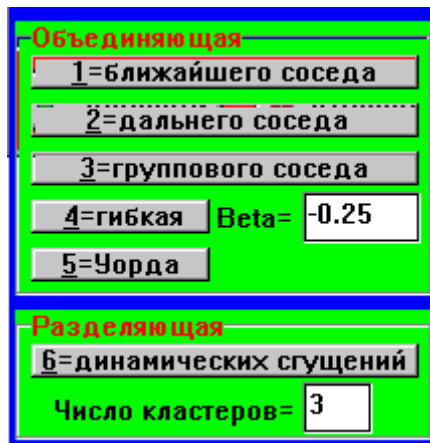 Объединяющая
1=ближайшего соседа
2=дальнего соседа
3=группового соседа
4=гибкая Beta= -0.25
5=Уорда
Разделяющая
6=динамических сгущений
Число кластеров= 3